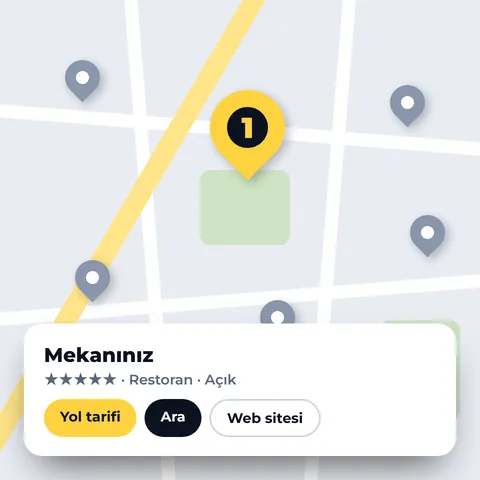 1
Mekanınız
★★★★★ · Restoran · Açık
Yol tarifi
Ara
Web sitesi